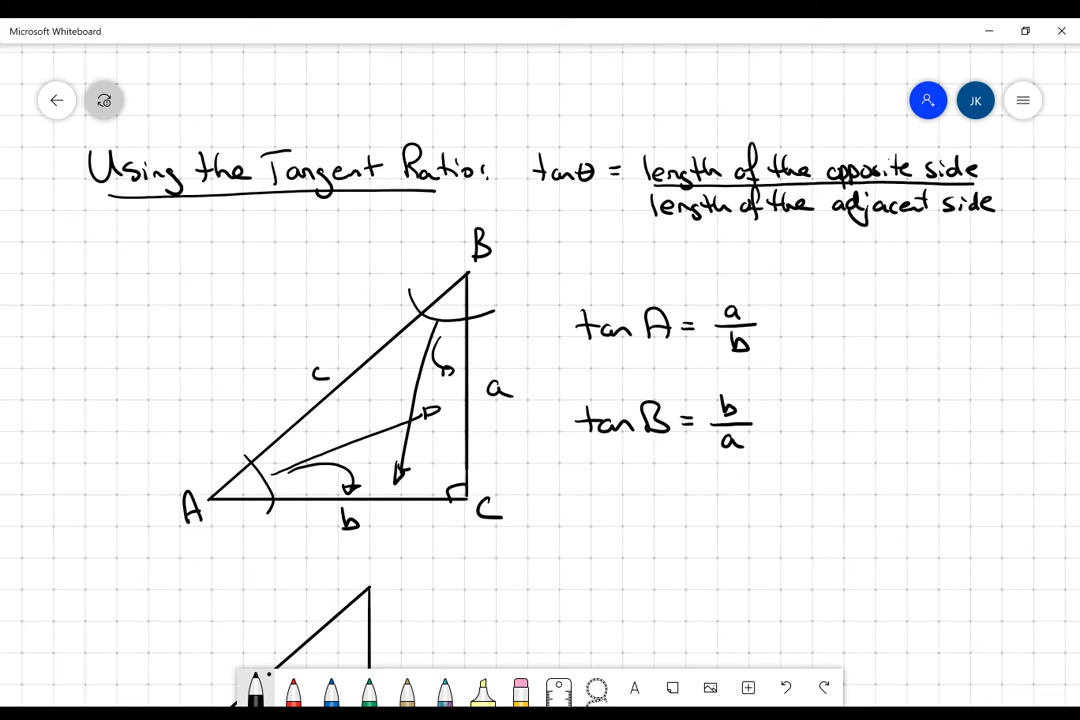 Microsoft Whiteboard
JK
Using the Tangent Ratio: tanθ = length of the opposite side
length of the adjacent side
B
tan A = a
b
c
a
tan B = b
a
A
b
C
A